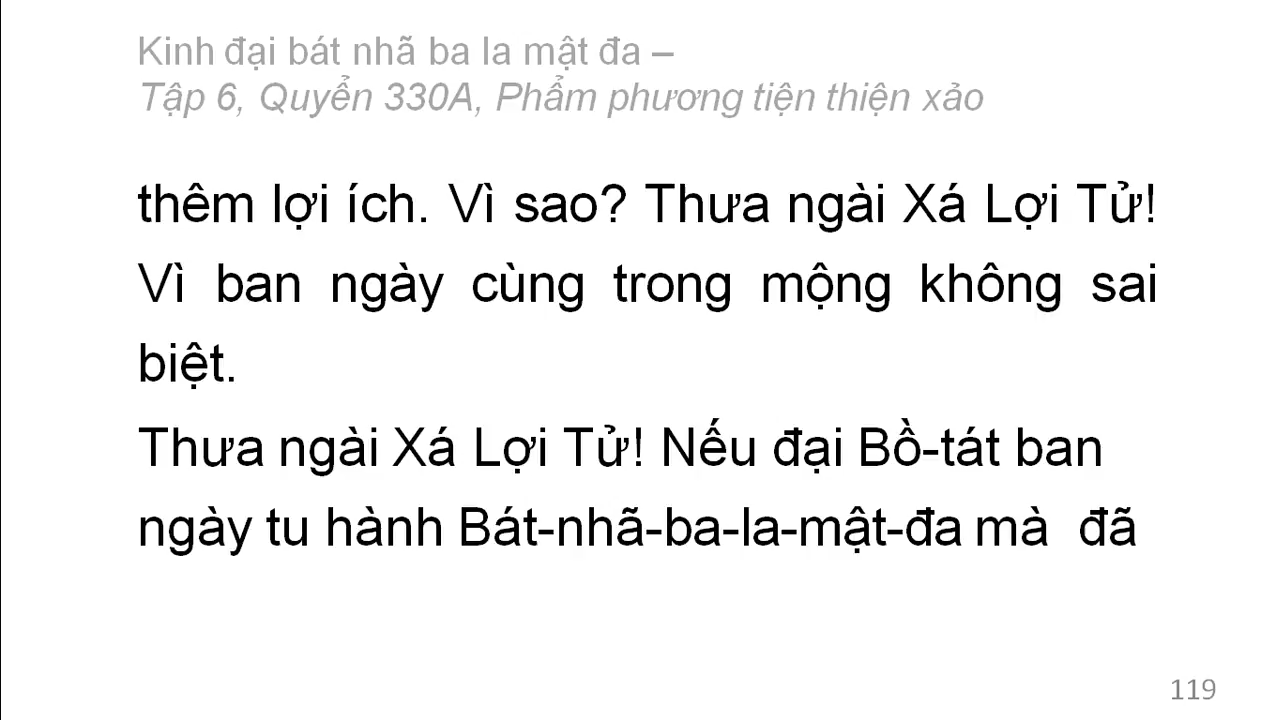 Kinh đại bát nhã ba la mật đa –
Tập 6, Quyển 330A, Phẩm phương tiện thiện xảo
thêm lợi ích. Vì sao? Thưa ngài Xá Lợi Tử!
Vì ban ngày cùng trong mộng không sai
biệt.
Thưa ngài Xá Lợi Tử! Nếu đại Bồ-tát ban
ngày tu hành Bát-nhã-ba-la-mật-đa mà đã
119